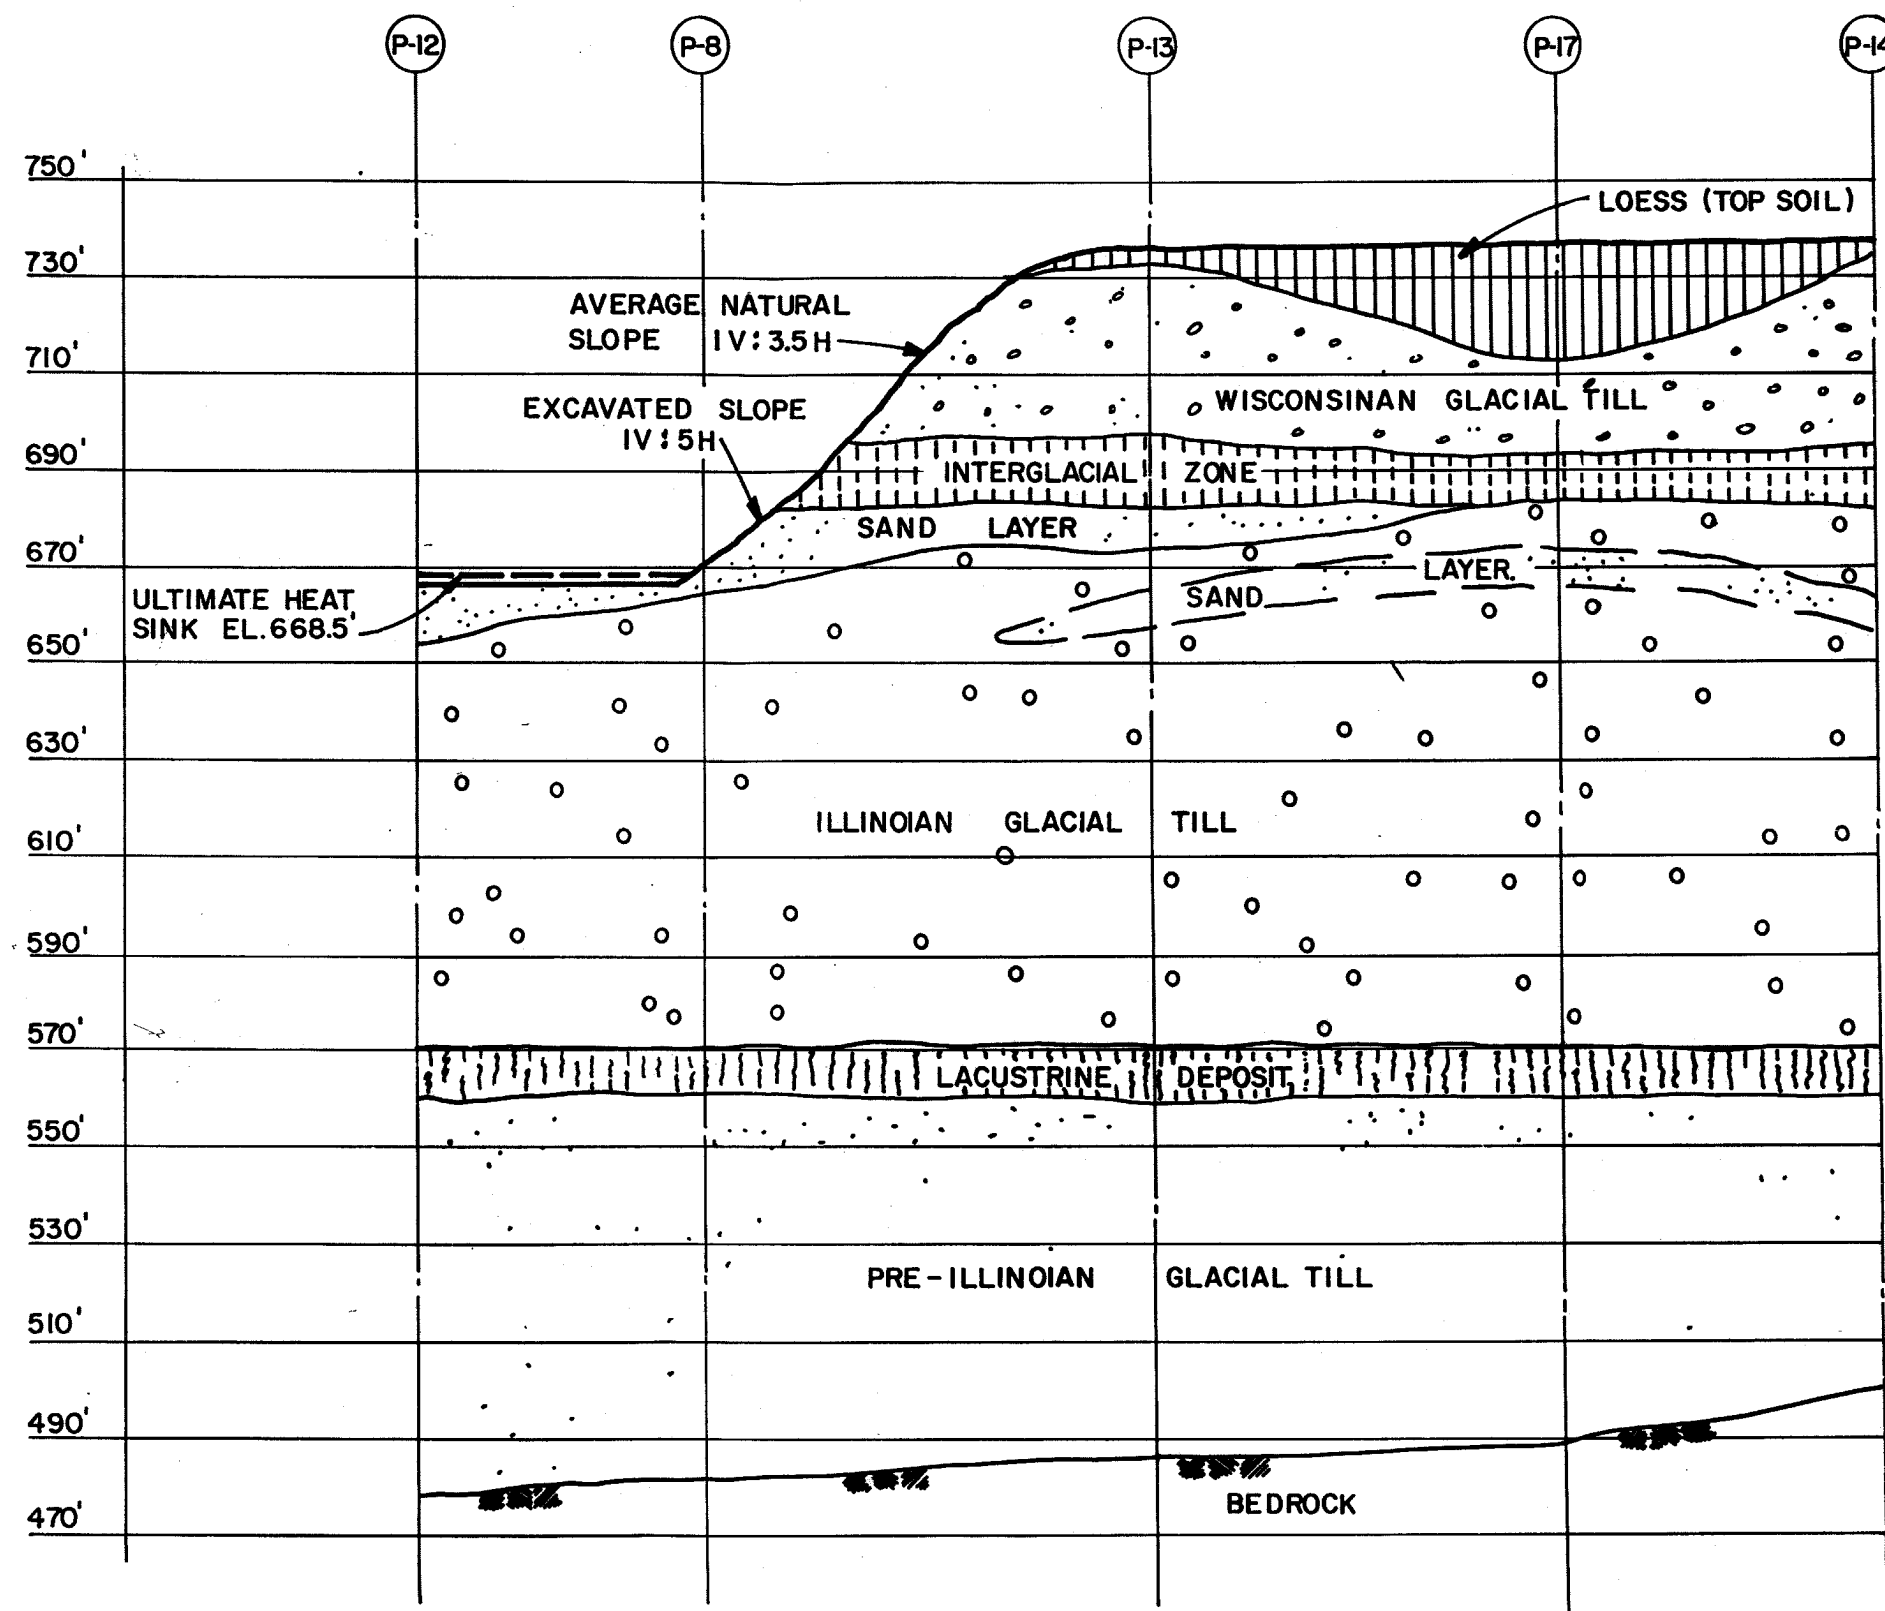 P-12 P-8 P-13 P-17 P-14
750'
LOESS (TOP SOIL)
730'
AVERAGE NATURAL
SLOPE 1V:3.5H
710'
EXCAVATED SLOPE
1V:5H
WISCONSINAN GLACIAL TILL
690'
INTERGLACIAL ZONE
SAND LAYER
670'
LAYER
SAND
ULTIMATE HEAT
SINK EL.668.5'
650'
630'
ILLINOIAN GLACIAL TILL
610'
590'
570'
LACUSTRINE DEPOSIT
550'
530'
PRE-ILLINOIAN GLACIAL TILL
510'
490'
BEDROCK
470'